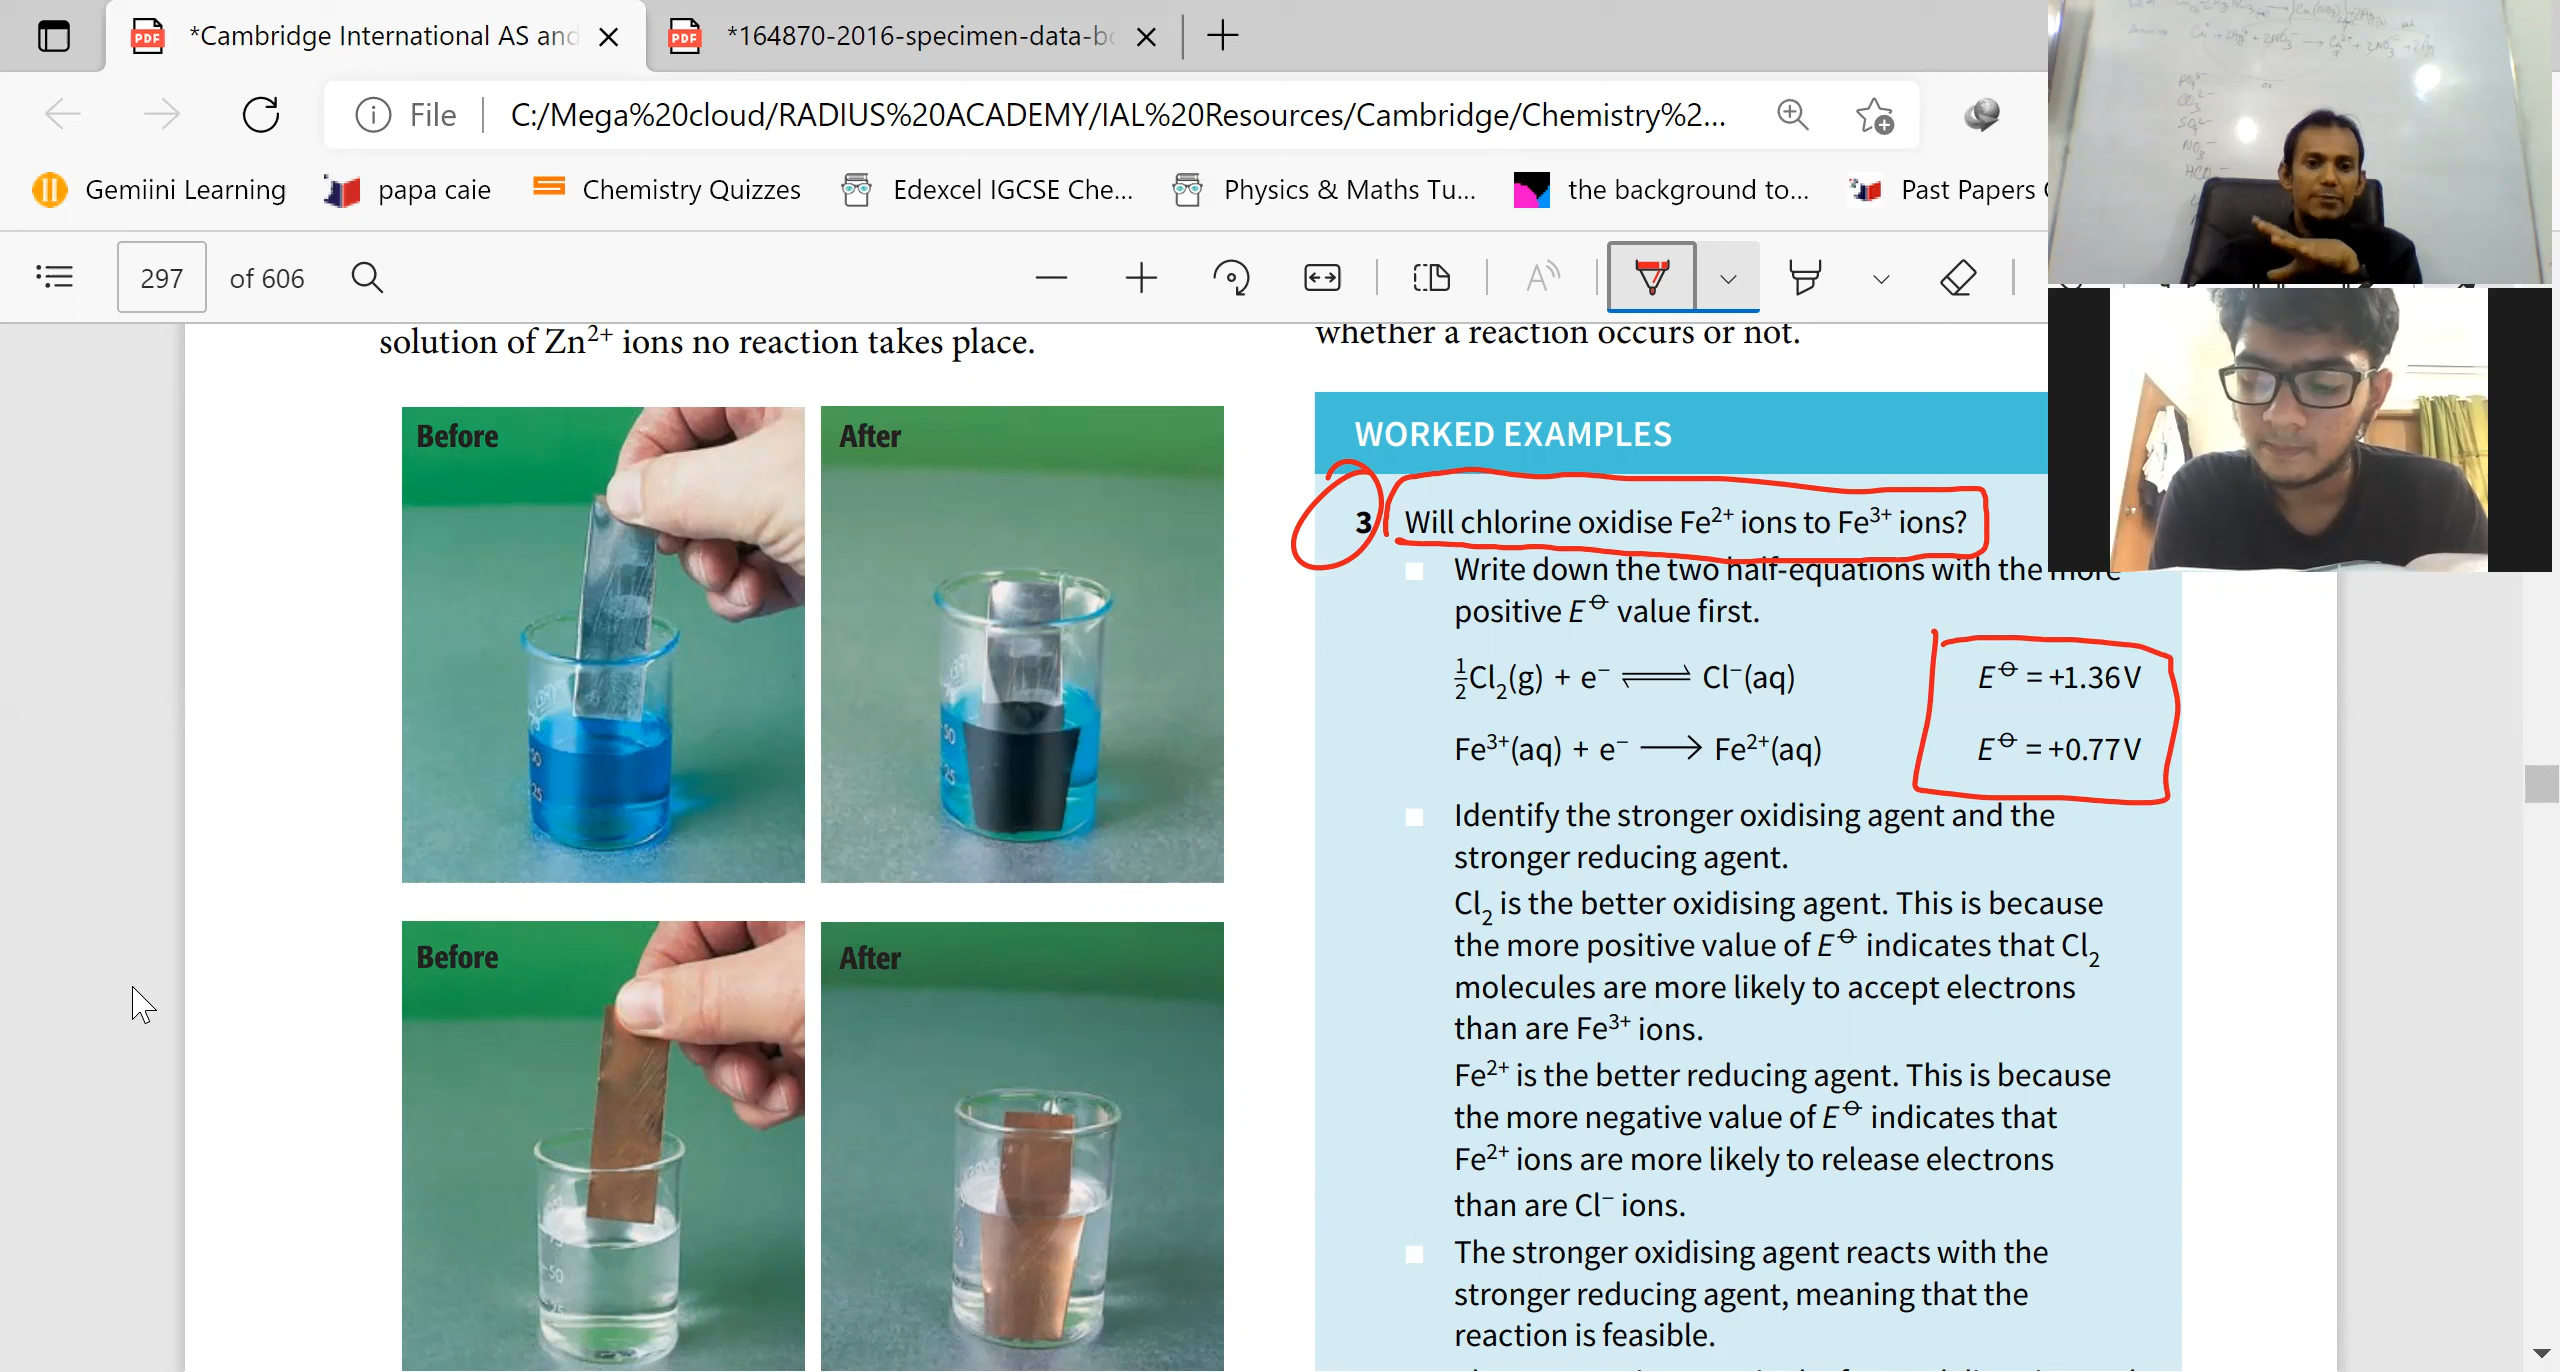 *Cambridge International AS and
*164870-2016-specimen-data-bo
File
C:/Mega%20cloud/RADIUS%20ACADEMY/IAL%20Resources/Cambridge/Chemistry%2...
Gemiini Learning
papa caie
Chemistry Quizzes
Edexcel IGCSE Che...
Physics & Maths Tu...
the background to...
Past Papers
297 of 606
solution of Zn²⁺ ions no reaction takes place.
Before
After
Before
After
whether a reaction occurs or not.
WORKED EXAMPLES
3 Will chlorine oxidise Fe²⁺ ions to Fe³⁺ ions?
Write down the two half-equations with the more
positive E⦵ value first.
½Cl₂(g) + e⁻ ⇌ Cl⁻(aq) E⦵ = +1.36 V
Fe³⁺(aq) + e⁻ ⟶ Fe²⁺(aq) E⦵ = +0.77 V
Identify the stronger oxidising agent and the
stronger reducing agent.
Cl₂ is the better oxidising agent. This is because
the more positive value of E⦵ indicates that Cl₂
molecules are more likely to accept electrons
than are Fe³⁺ ions.
Fe²⁺ is the better reducing agent. This is because
the more negative value of E⦵ indicates that
Fe²⁺ ions are more likely to release electrons
than are Cl⁻ ions.
The stronger oxidising agent reacts with the
stronger reducing agent, meaning that the
reaction is feasible.